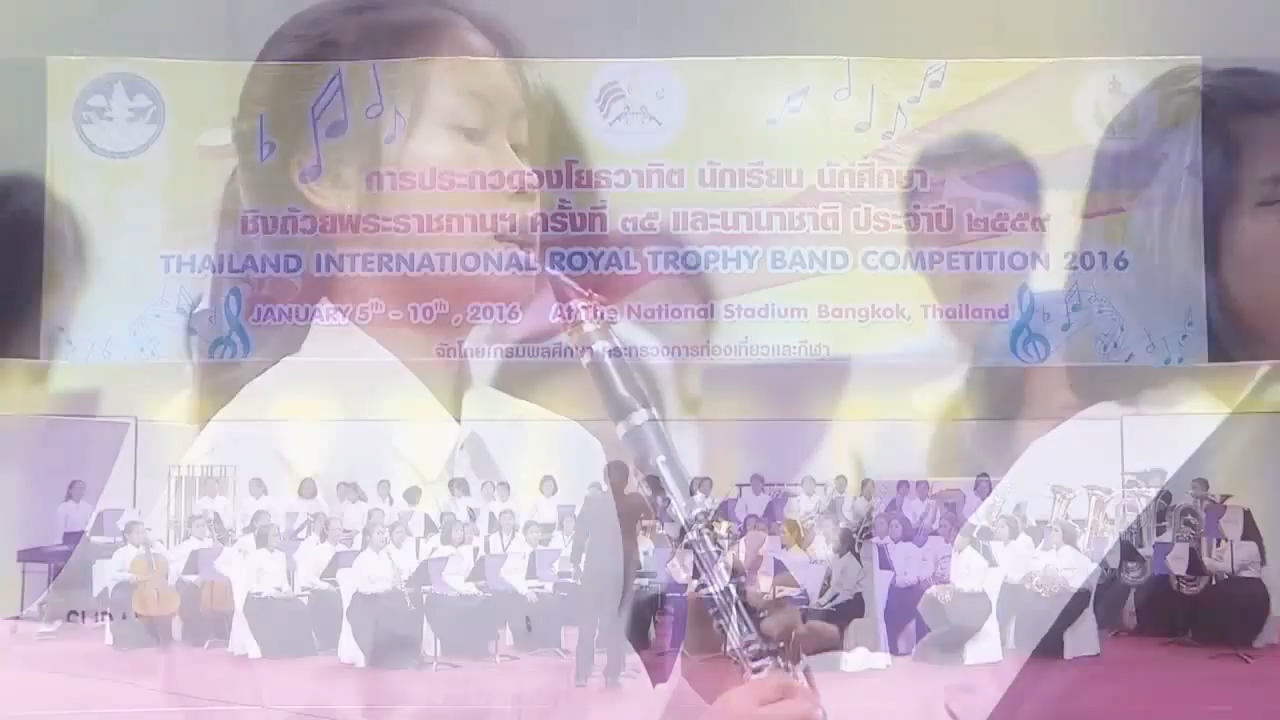 การประกวดวงโยธวาทิต นักเรียน นักศึกษา
ชิงถ้วยพระราชทานฯ ครั้งที่ ๓๕ และนานาชาติ ประจำปี ๒๕๕๙
THAILAND INTERNATIONAL ROYAL TROPHY BAND COMPETITION 2016
JANUARY 5th - 10th , 2016 At The National Stadium Bangkok, Thailand
จัดโดย กรมพลศึกษา กระทรวงการท่องเที่ยวและกีฬา